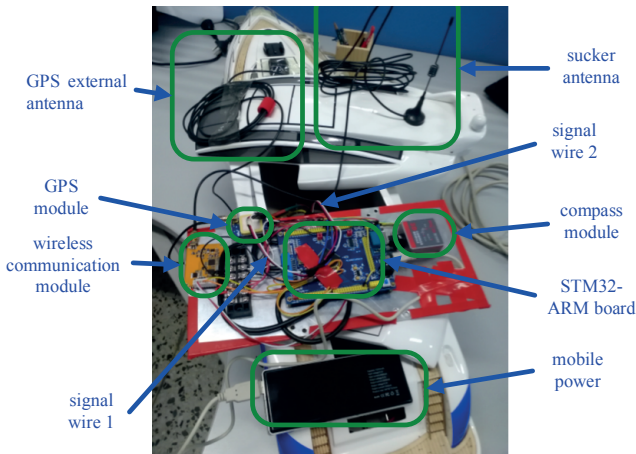 GPS external
antenna
sucker
antenna
signal
wire 2
GPS
module
compass
module
wireless
communication
module
STM32-
ARM board
mobile
power
signal
wire 1